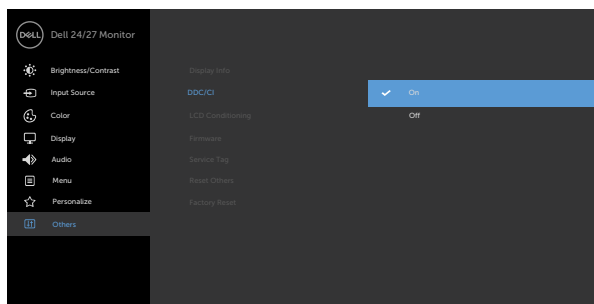 DELL Dell 24/27 Monitor
Brightness/Contrast
Input Source
Color
Display
Audio
Menu
Personalize
Others
Display Info
DDC/CI
LCD Conditioning
Firmware
Service Tag
Reset Others
Factory Reset
On
Off